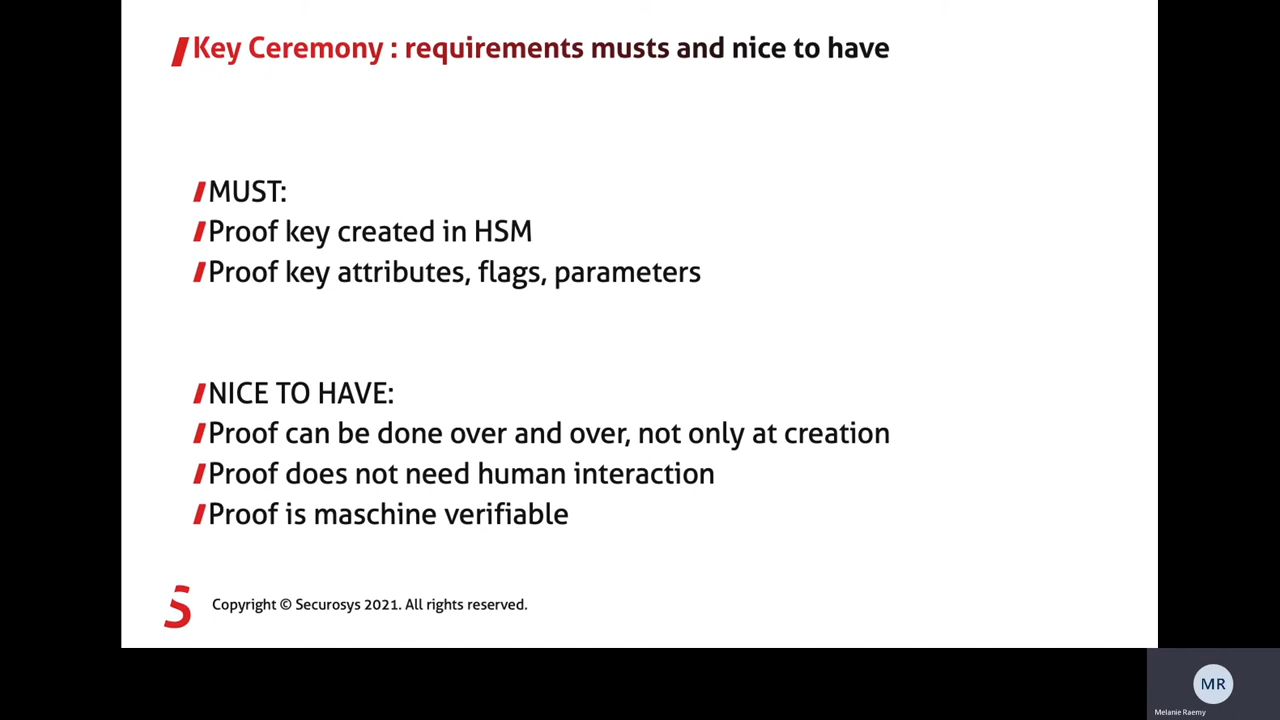 Key Ceremony : requirements musts and nice to have
MUST:
Proof key created in HSM
Proof key attributes, flags, parameters
NICE TO HAVE:
Proof can be done over and over, not only at creation
Proof does not need human interaction
Proof is maschine verifiable
Copyright © Securosys 2021. All rights reserved.
MR
Melanie Raemy